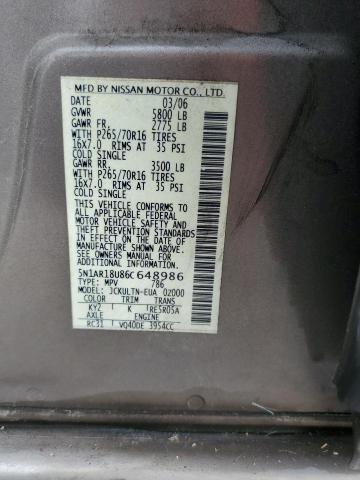 MFD BY NISSAN MOTOR CO., LTD.
DATE 03/06
GVWR 5800 LB
GAWR FR. 2775 LB
WITH P265/70R16 TIRES
16X7.0 RIMS AT 35 PSI
COLD SINGLE
GAWR RR. 3500 LB
WITH P265/70R16 TIRES
16X7.0 RIMS AT 35 PSI
COLD SINGLE
THIS VEHICLE CONFORMS TO ALL
APPLICABLE FEDERAL
MOTOR VEHICLE SAFETY AND
THEFT PREVENTION STANDARDS
IN EFFECT ON THE DATE OF
MANUFACTURE SHOWN ABOVE.
SEE OWNER'S MANUAL FOR
ADDITIONAL INFORMATION.
5N1AR18U86C648986
TYPE: MPV 786
MODEL: JCKULTN-EUA 02000
COLOR TRIM TRANS
KY2 K RE5R05A
AXLE ENGINE
RC31 VQ40DE 3954CC